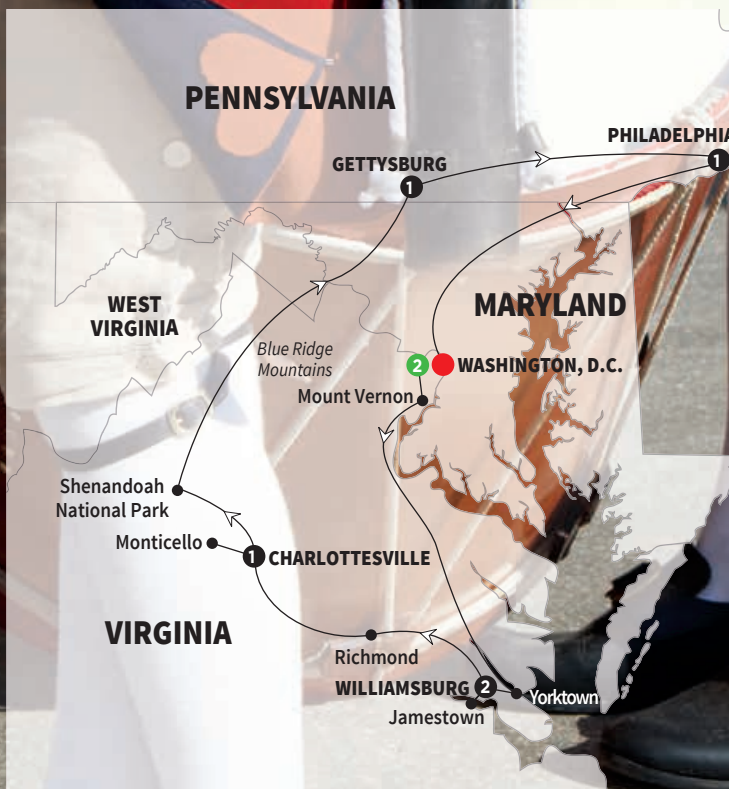 PENNSYLVANIA
PHILADELPHIA
1
GETTYSBURG
1
WEST
VIRGINIA
MARYLAND
Blue Ridge
Mountains
2
WASHINGTON, D.C.
Mount Vernon
Shenandoah
National Park
Monticello
1
CHARLOTTESVILLE
VIRGINIA
Richmond
WILLIAMSBURG
2
Yorktown
Jamestown